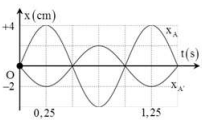 x (cm)
+4
x_A
t(s)
O
−2
x_A'
0,25
1,25